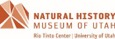 NATURAL HISTORY
MUSEUM OF UTAH
Rio Tinto Center | University of Utah